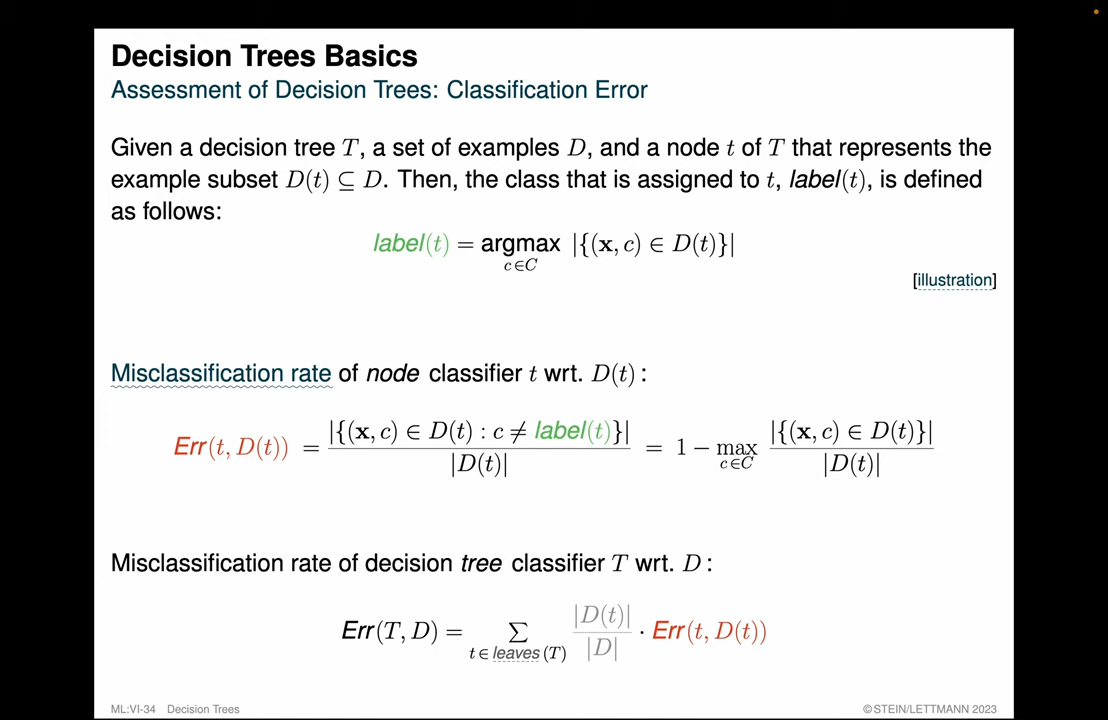 Decision Trees Basics
Assessment of Decision Trees: Classification Error
Given a decision tree T, a set of examples D, and a node t of T that represents the
example subset D(t) ⊆ D. Then, the class that is assigned to t, label(t), is defined
as follows:
label(t) = argmax_{c∈C} |{(x, c) ∈ D(t)}|
[illustration]
Misclassification rate of node classifier t wrt. D(t) :
Err(t, D(t)) = |{(x, c) ∈ D(t) : c ≠ label(t)}| / |D(t)| = 1 − max_{c∈C} |{(x, c) ∈ D(t)}| / |D(t)|
Misclassification rate of decision tree classifier T wrt. D :
Err(T, D) = ∑_{t∈leaves(T)} |D(t)| / |D| · Err(t, D(t))
ML:VI-34 Decision Trees ©STEIN/LETTMANN 2023